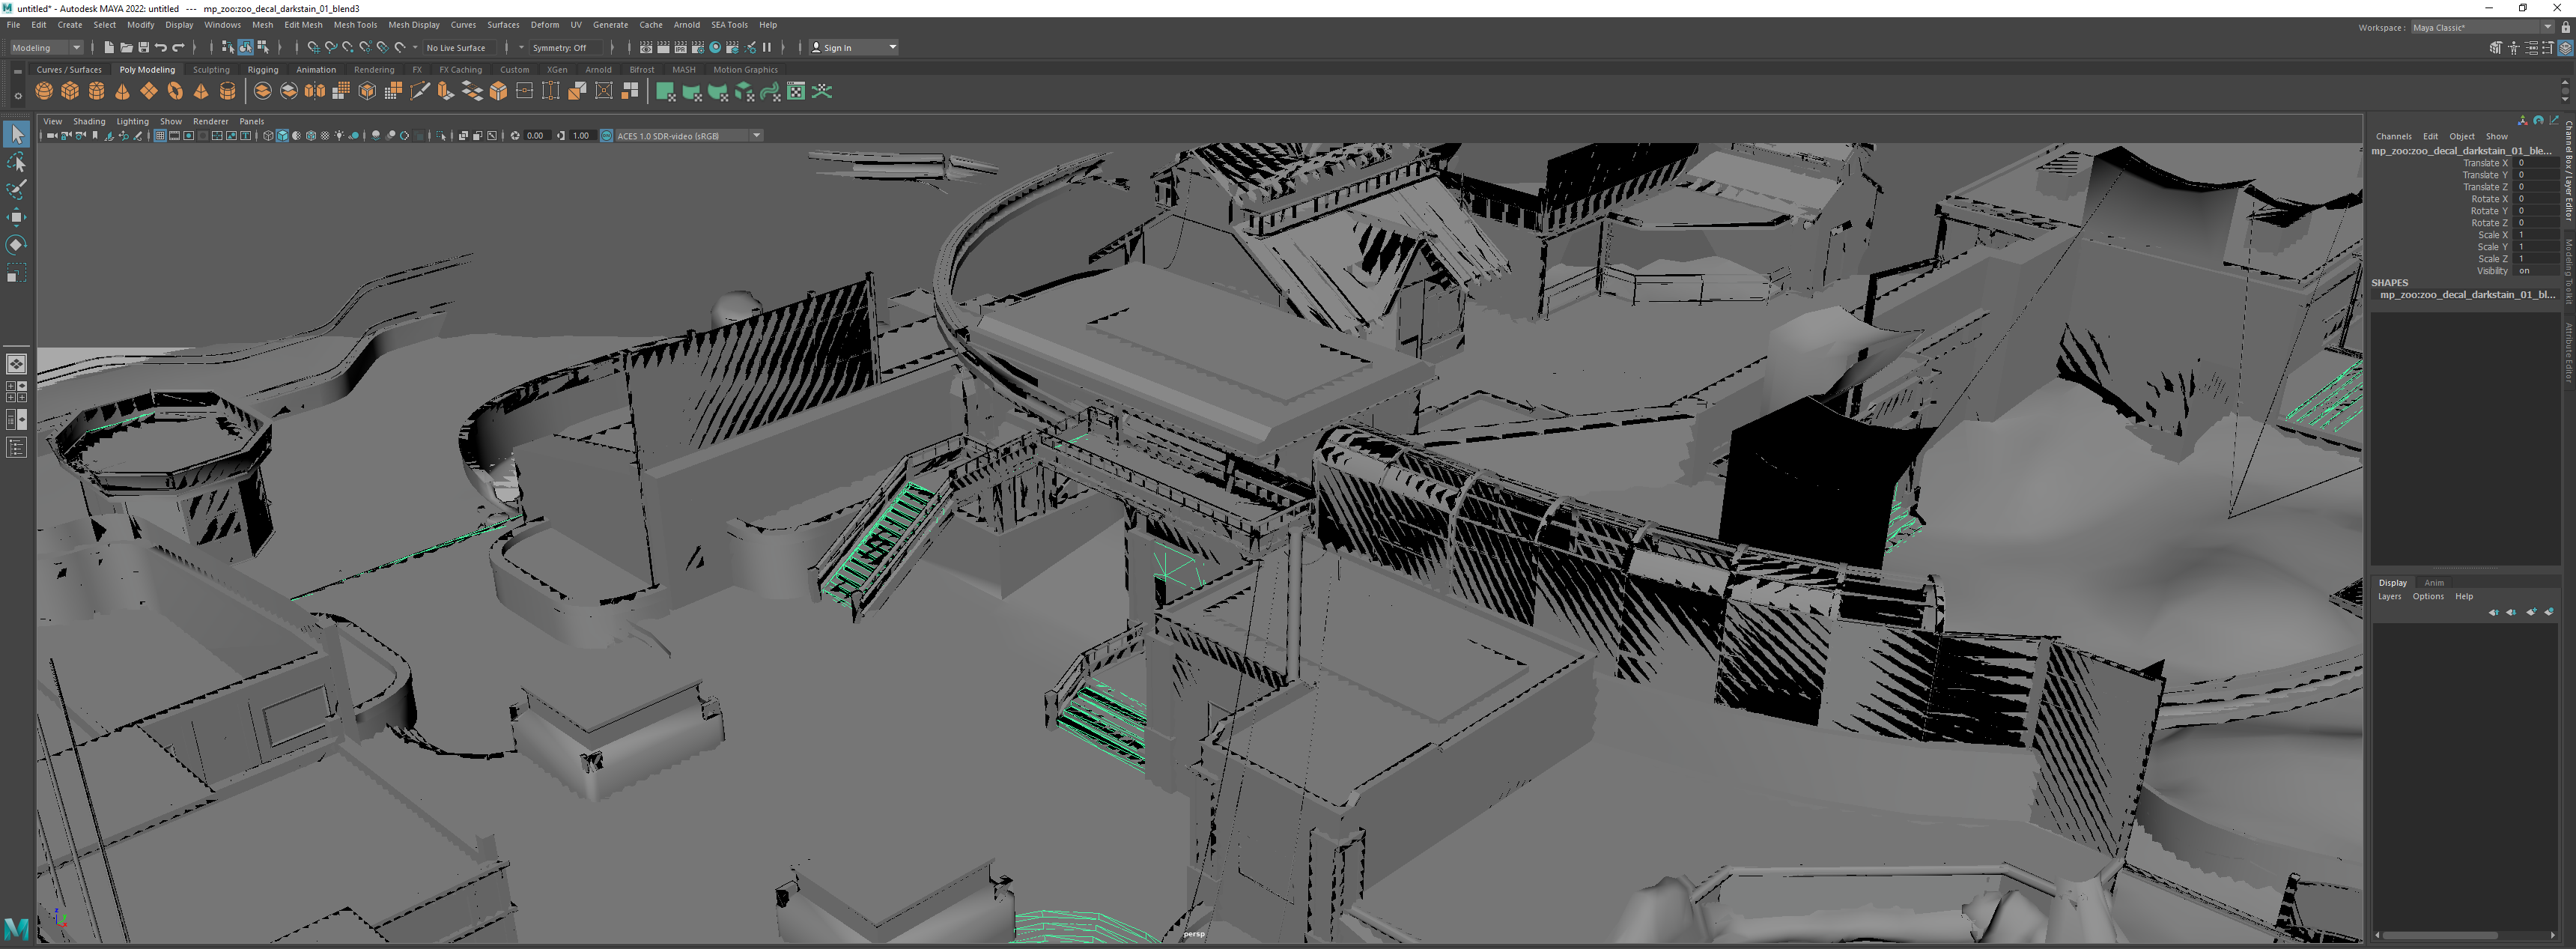 untitled* - Autodesk MAYA 2022: untitled --- mp_zoo:zoo_decal_darkstain_01_blend3
File Edit Create Select Modify Display Windows Mesh Edit Mesh Mesh Tools Mesh Display Curves Surfaces Deform UV Generate Cache Arnold SEA Tools Help
Workspace : Maya Classic*
Modeling No Live Surface Symmetry: Off Sign In
Curves / Surfaces Poly Modeling Sculpting Rigging Animation Rendering FX FX Caching Custom XGen Arnold Bifrost MASH Motion Graphics
View Shading Lighting Show Renderer Panels
0.00 1.00 ACES 1.0 SDR-video (sRGB)
Channels Edit Object Show
mp_zoo:zoo_decal_darkstain_01_ble...
Translate X 0
Translate Y 0
Translate Z 0
Rotate X 0
Rotate Y 0
Rotate Z 0
Scale X 1
Scale Y 1
Scale Z 1
Visibility on
SHAPES
mp_zoo:zoo_decal_darkstain_01_bl...
Channel Box / Layer Editor
Modeling Toolkit
Attribute Editor
Display Anim
Layers Options Help
persp